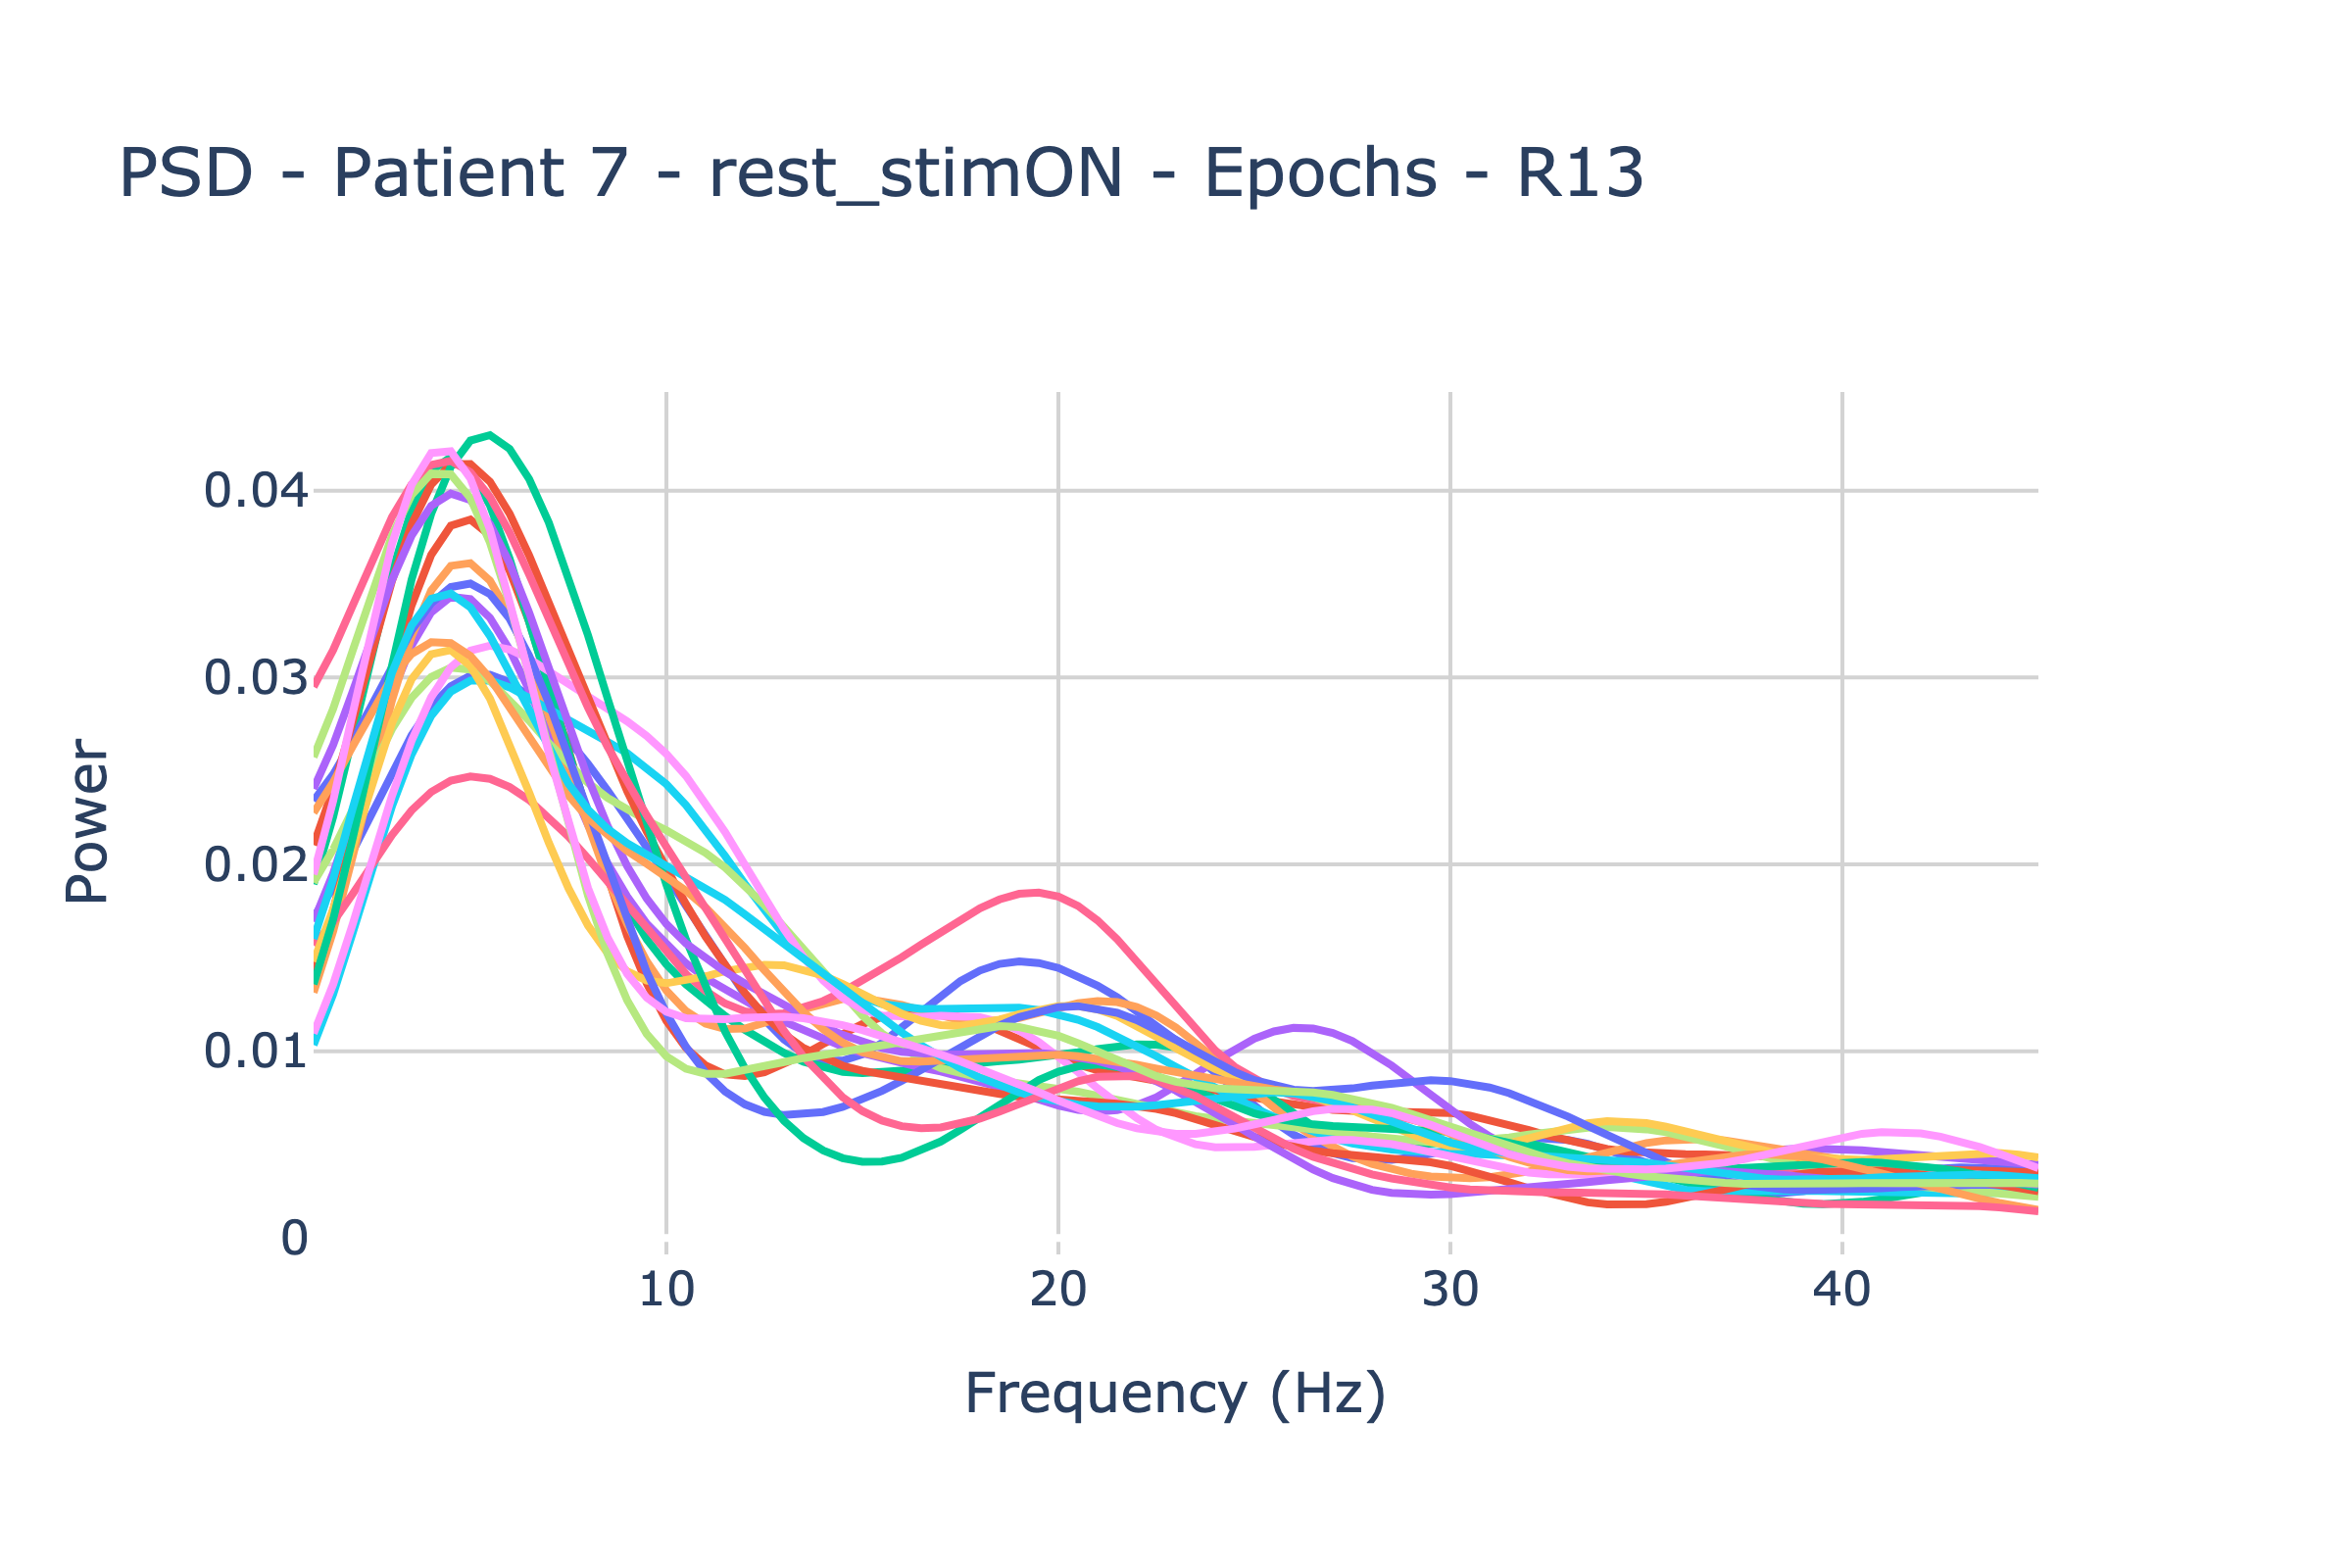 PSD - Patient 7 - rest_stimON - Epochs - R13
0.04
0.03
0.02
0.01
0
Power
10 20 30 40
Frequency (Hz)